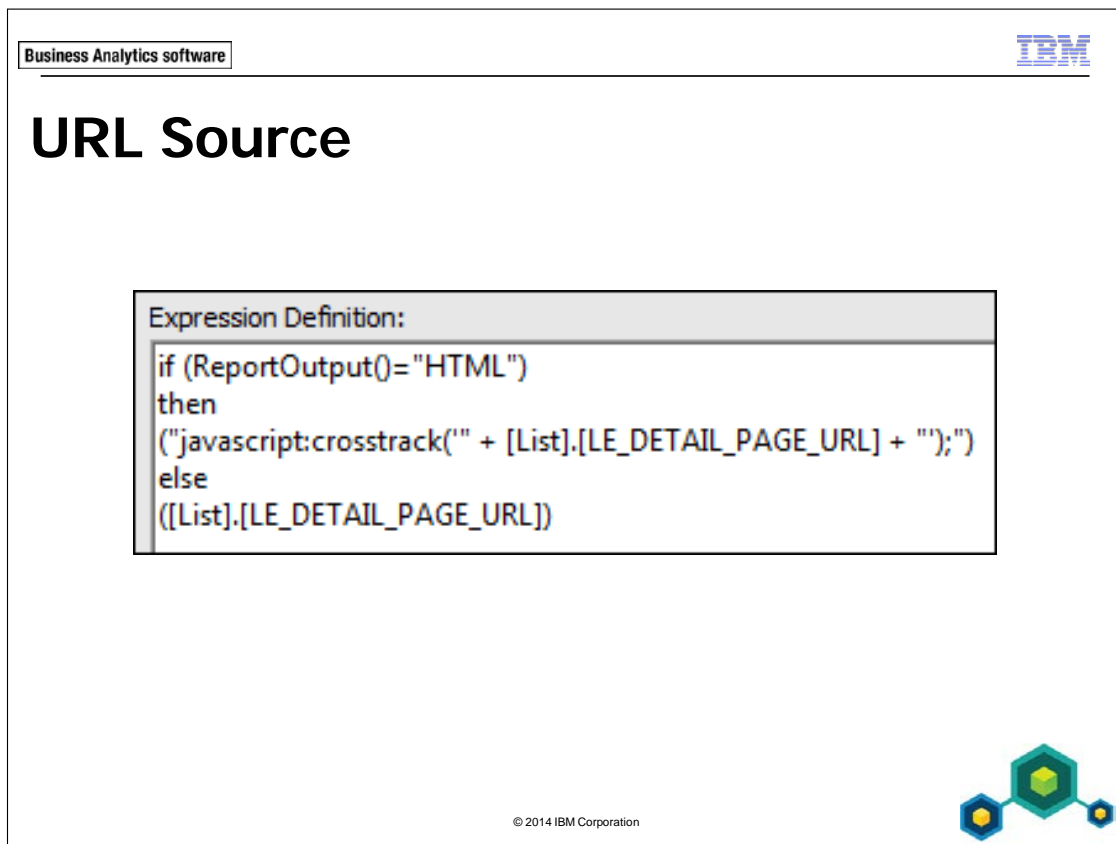 Business Analytics software
IBM
URL Source
Expression Definition:
if (ReportOutput()="HTML")
then
("javascript:crosstrack('" + [List].[LE_DETAIL_PAGE_URL] + "');")
else
([List].[LE_DETAIL_PAGE_URL])
© 2014 IBM Corporation